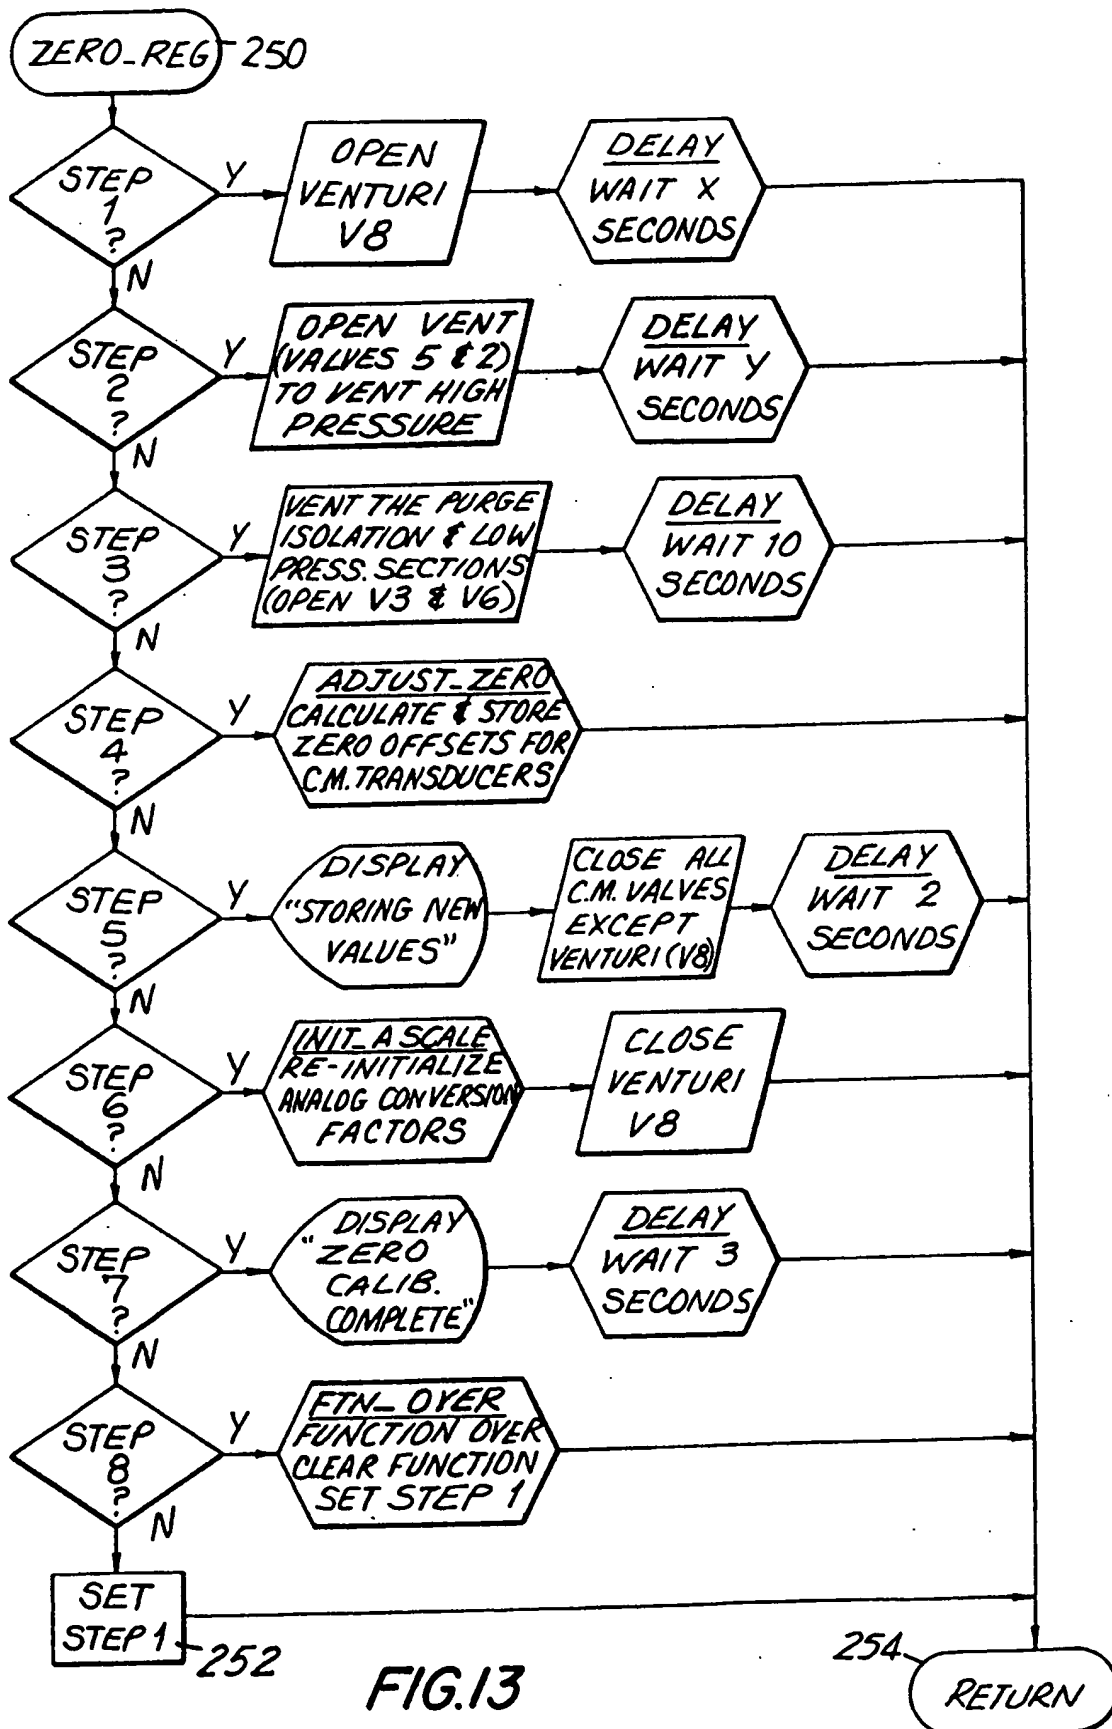 ZERO_REG 250
STEP
1
?
Y
N
OPEN
VENTURI
V8
DELAY
WAIT X
SECONDS
STEP
2
?
Y
N
OPEN VENT
(VALVES 5 & 2)
TO VENT HIGH
PRESSURE
DELAY
WAIT Y
SECONDS
STEP
3
?
Y
N
VENT THE PURGE
ISOLATION & LOW
PRESS. SECTIONS
(OPEN V3 & V6)
DELAY
WAIT 10
SECONDS
STEP
4
?
Y
N
ADJUST_ZERO
CALCULATE & STORE
ZERO OFFSETS FOR
C.M. TRANSDUCERS
STEP
5
?
Y
N
DISPLAY
"STORING NEW
VALUES"
CLOSE ALL
C.M. VALVES
EXCEPT
VENTURI (V8)
DELAY
WAIT 2
SECONDS
STEP
6
?
Y
N
INIT_A SCALE
RE-INITIALIZE
ANALOG CONVERSION
FACTORS
CLOSE
VENTURI
V8
STEP
7
?
Y
N
DISPLAY
"ZERO
CALIB.
COMPLETE"
DELAY
WAIT 3
SECONDS
STEP
8
?
Y
N
FTN_OVER
FUNCTION OVER
CLEAR FUNCTION
SET STEP 1
SET
STEP 1
252
254
RETURN
FIG.13